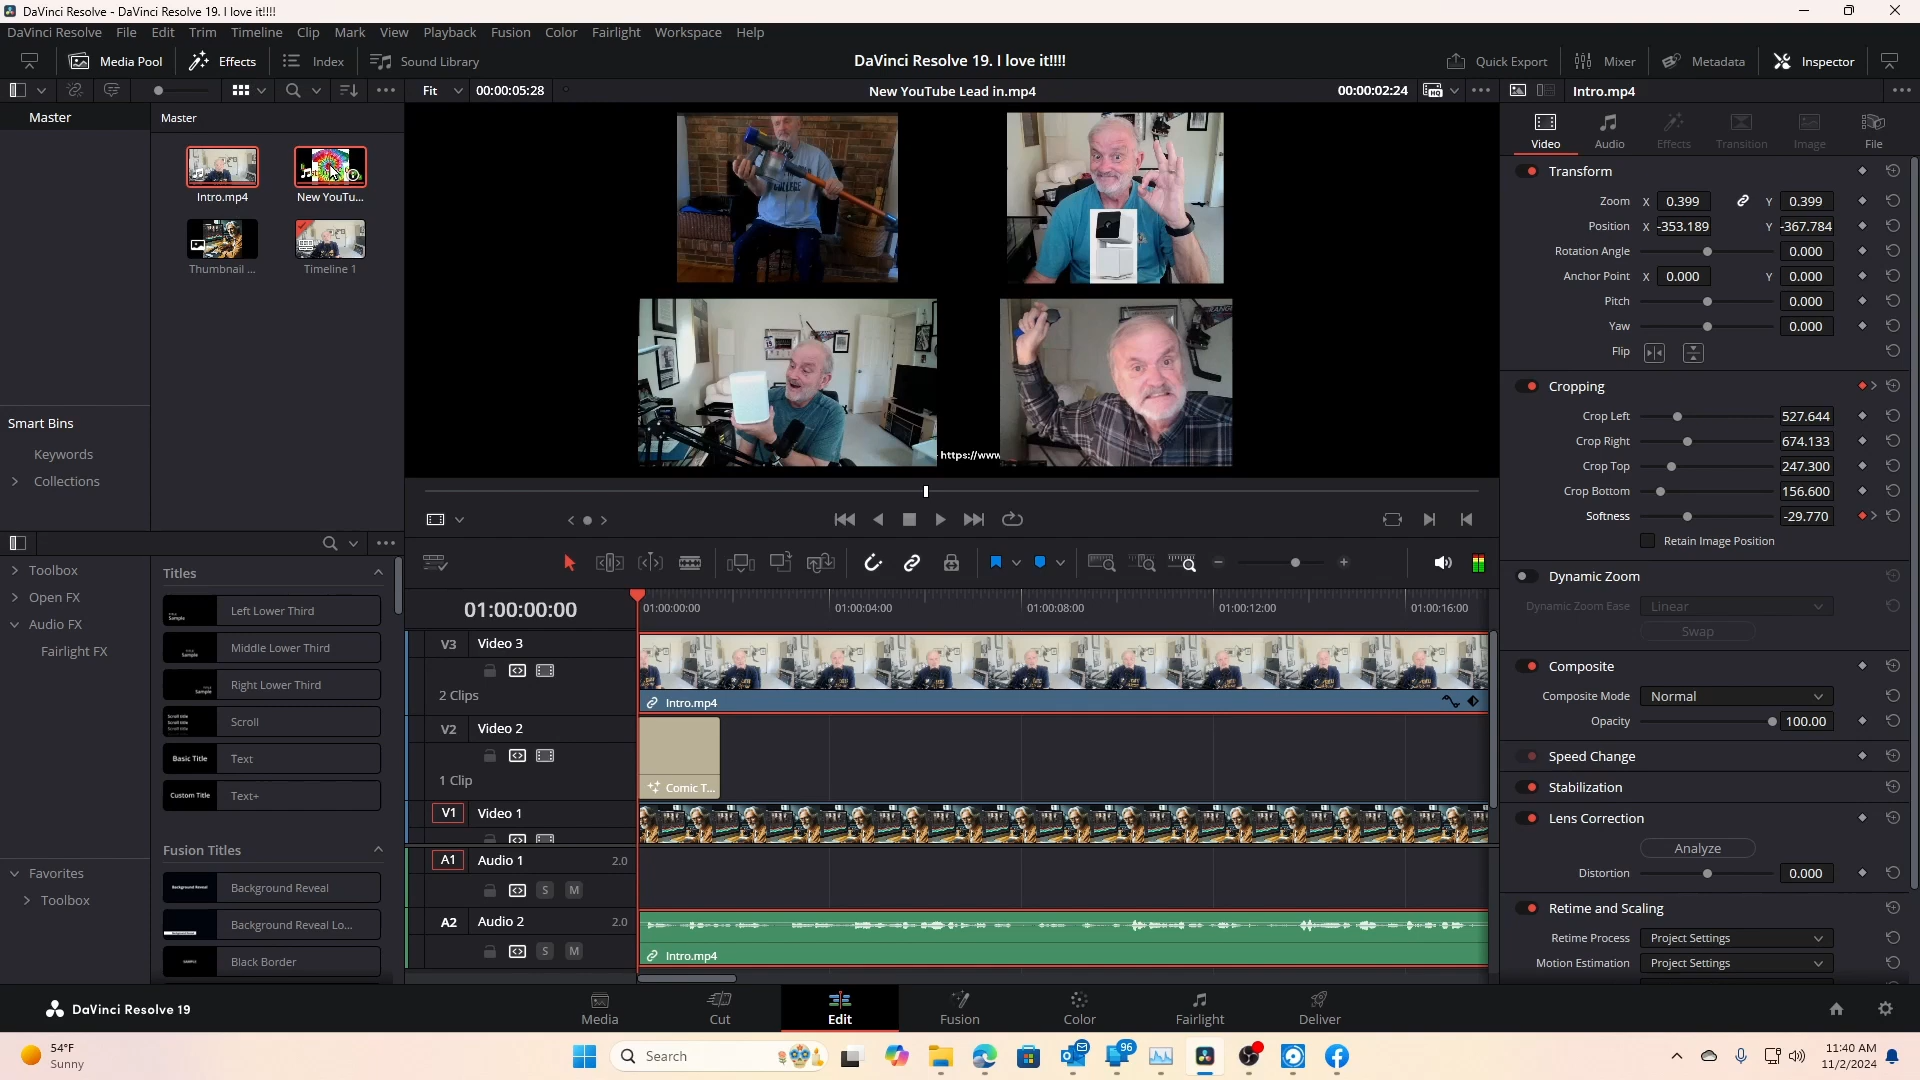 DaVinci Resolve - DaVinci Resolve 19. I love it!!!!
DaVinci Resolve File Edit Trim Timeline Clip Mark View Playback Fusion Color Fairlight Workspace Help
Media Pool Effects Index Sound Library DaVinci Resolve 19. I love it!!!! Quick Export Mixer Metadata Inspector
Fit 00:00:05:28 New YouTube Lead in.mp4 00:00:02:24 Intro.mp4
Master Master
Intro.mp4 New YouTu...
Thumbnail ... Timeline 1
Smart Bins
Keywords
Collections
COLLEGE
https://www
Video Audio Effects Transition Image File
Transform
Zoom X 0.399 Y 0.399
Position X -353.189 Y -367.784
Rotation Angle 0.000
Anchor Point X 0.000 Y 0.000
Pitch 0.000
Yaw 0.000
Flip
Cropping
Crop Left 527.644
Crop Right 674.133
Crop Top 247.300
Crop Bottom 156.600
Softness -29.770
Retain Image Position
Dynamic Zoom
Dynamic Zoom Ease Linear
Swap
Composite
Composite Mode Normal
Opacity 100.00
Speed Change
Stabilization
Lens Correction
Analyze
Distortion 0.000
Retime and Scaling
Retime Process Project Settings
Motion Estimation Project Settings
Toolbox
Open FX
Audio FX
Fairlight FX
Favorites
Toolbox
Titles
Left Lower Third
Middle Lower Third
Right Lower Third
Scroll
Basic Title Text
Custom Title Text+
Fusion Titles
Background Reveal Background Reveal
Background Reveal Lo...
Black Border
01:00:00:00 01:00:00:00 01:00:04:00 01:00:08:00 01:00:12:00 01:00:16:00
V3 Video 3
2 Clips
Intro.mp4
V2 Video 2
1 Clip
Comic T...
V1 Video 1
A1 Audio 1 2.0
S M
A2 Audio 2 2.0
S M
Intro.mp4
DaVinci Resolve 19 Media Cut Edit Fusion Color Fairlight Deliver
54°F
Sunny
Search
96
11:40 AM
11/2/2024